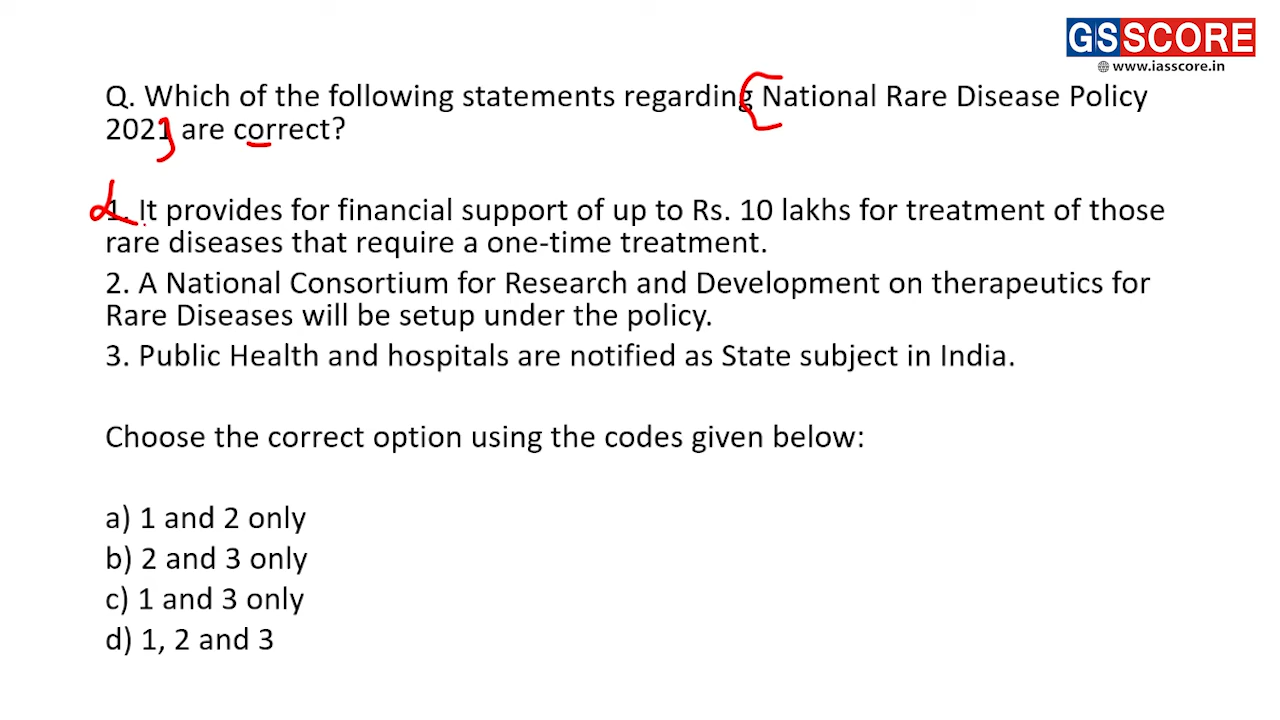 GSSCORE
www.iasscore.in
Q. Which of the following statements regarding National Rare Disease Policy
2021 are correct?
1. It provides for financial support of up to Rs. 10 lakhs for treatment of those
rare diseases that require a one-time treatment.
2. A National Consortium for Research and Development on therapeutics for
Rare Diseases will be setup under the policy.
3. Public Health and hospitals are notified as State subject in India.
Choose the correct option using the codes given below:
a) 1 and 2 only
b) 2 and 3 only
c) 1 and 3 only
d) 1, 2 and 3